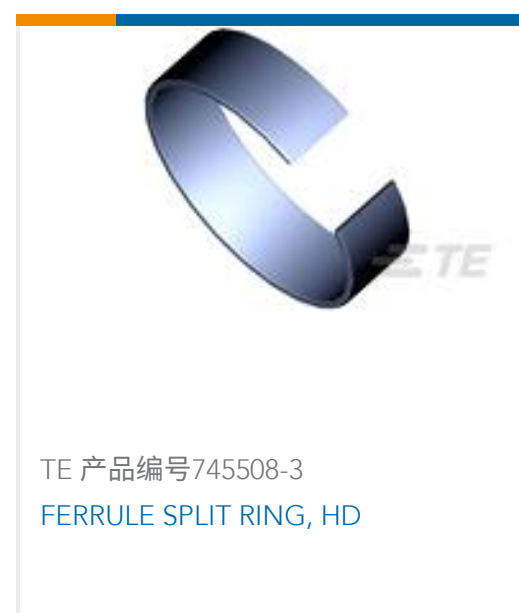 TE
TE 产品编号745508-3
FERRULE SPLIT RING, HD